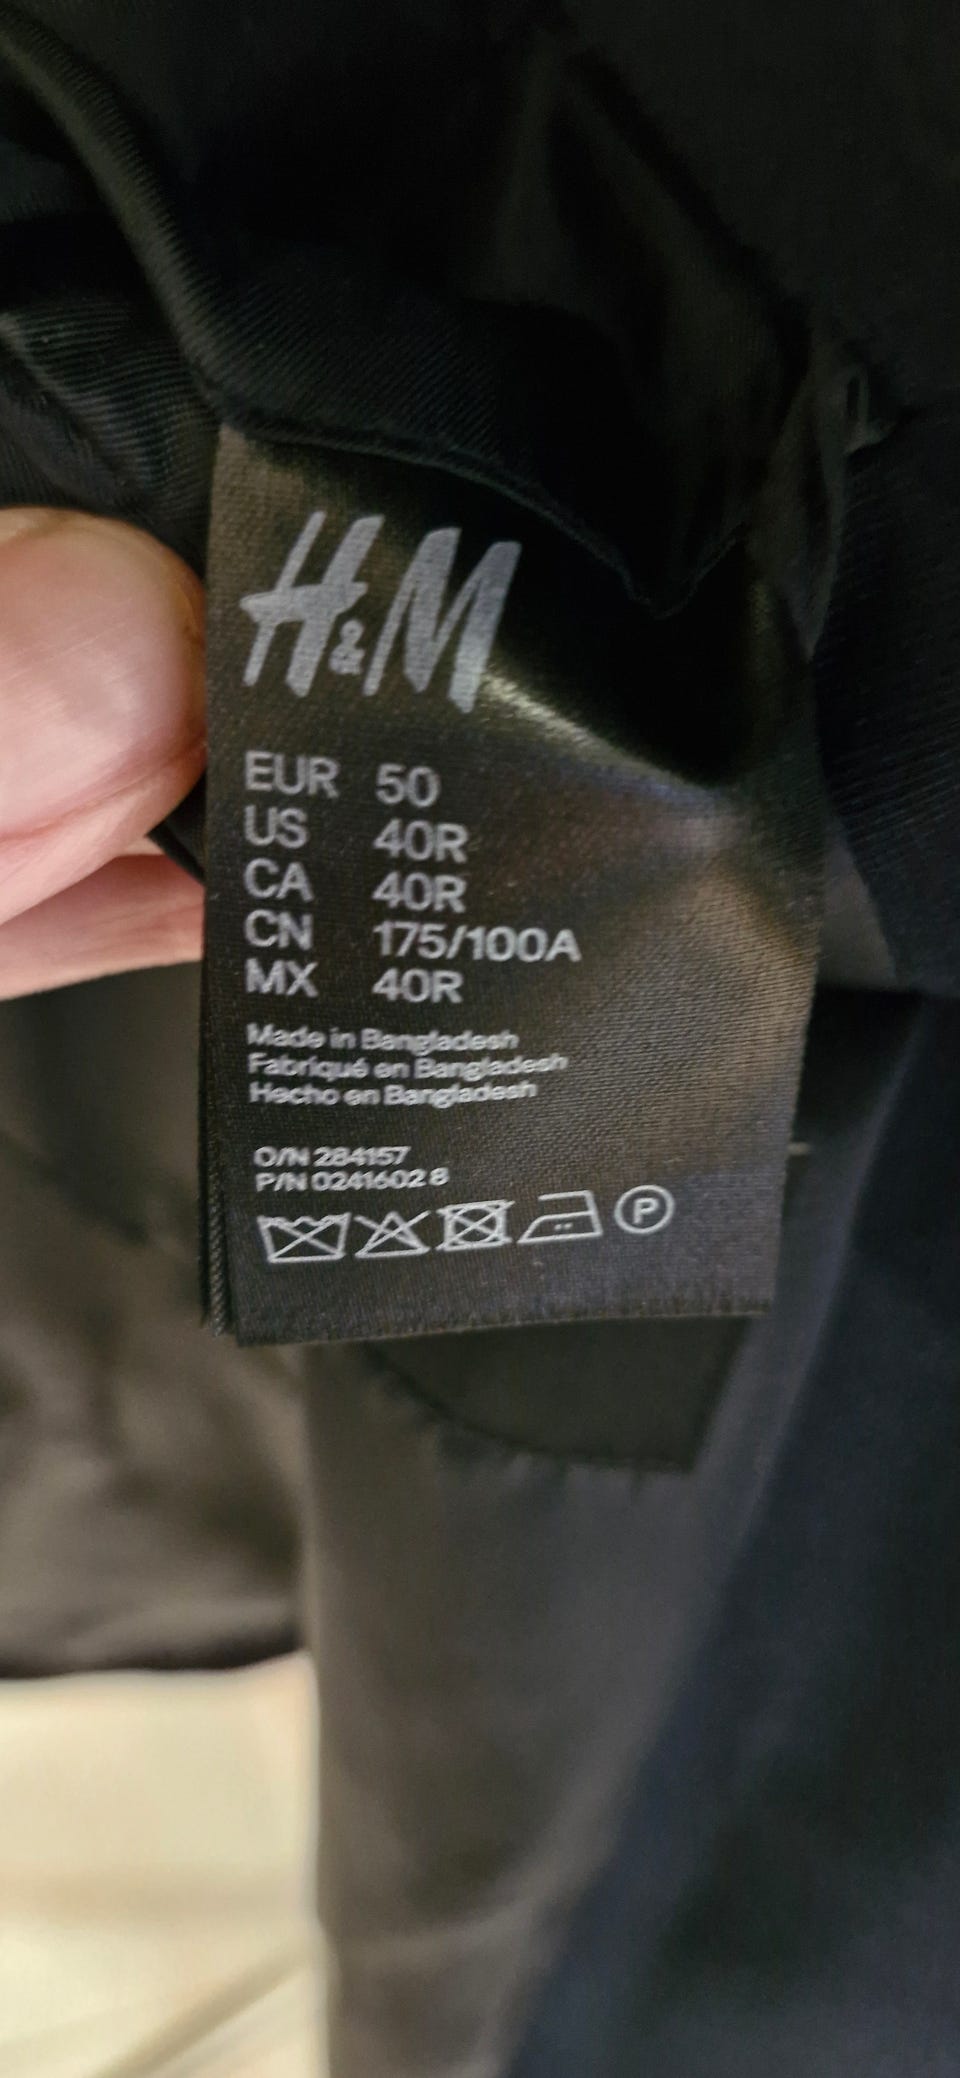 H&M
EUR 50
US 40R
CA 40R
CN 175/100A
MX 40R
Made in Bangladesh
Fabriqué en Bangladesh
Hecho en Bangladesh
O/N 284157
P/N 0241602 8
P